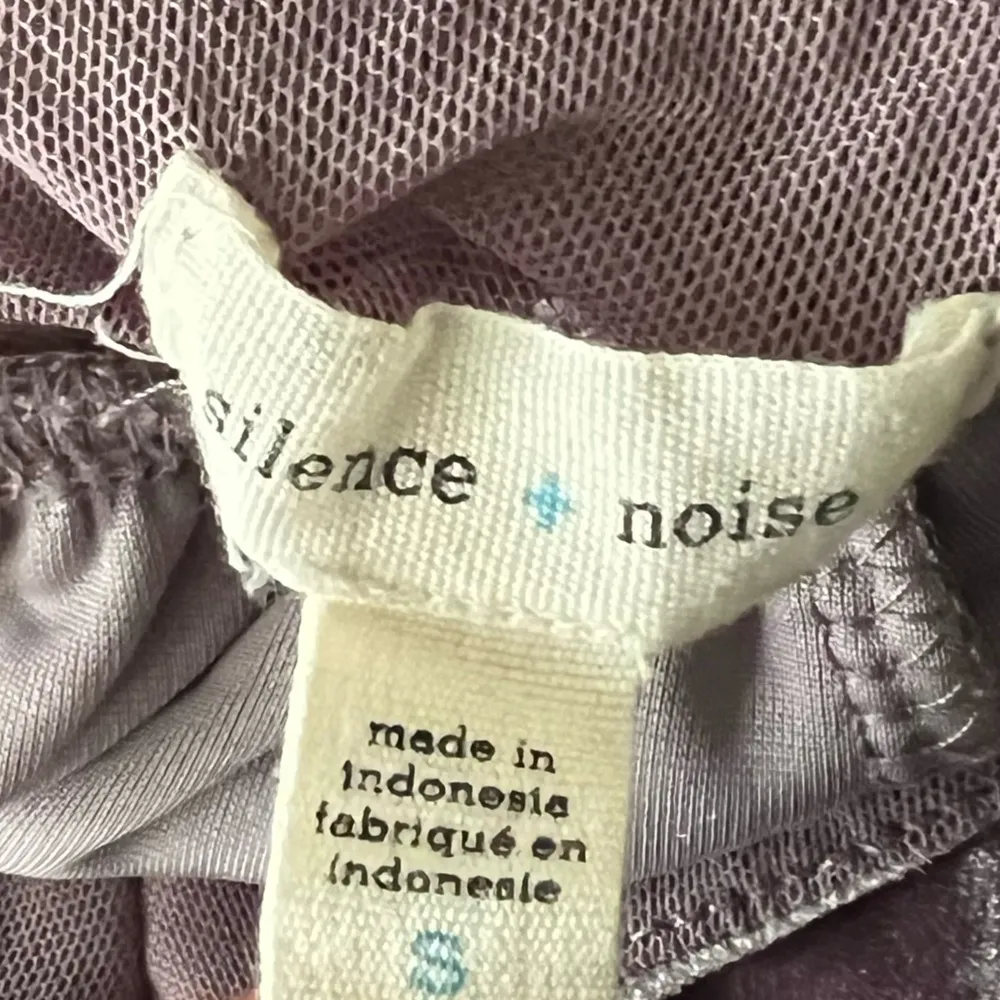 silence + noise
made in
indonesia
fabriqué en
indonesie
S